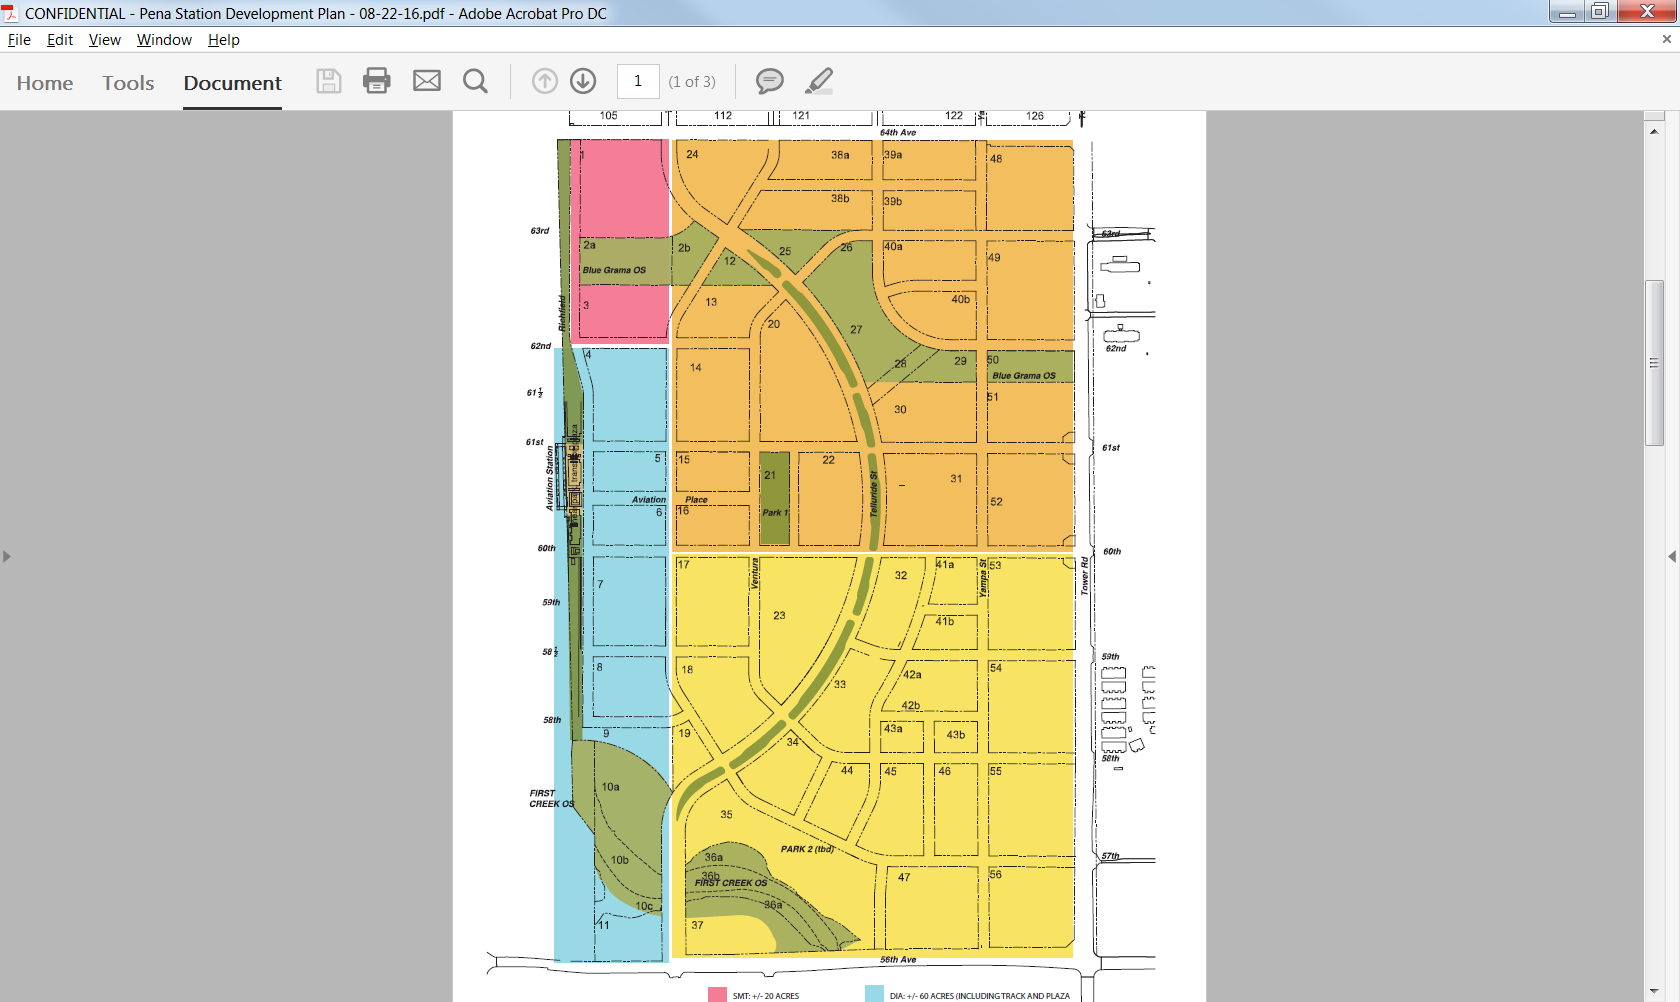 CONFIDENTIAL - Pena Station Development Plan - 08-22-16.pdf - Adobe Acrobat Pro DC
File Edit View Window Help
Home Tools Document 1 (1 of 3)
105 112 121 122 126
64th Ave
1 24 38a 39a 48
38b 39b
63rd 63rd
2a 2b 25 26 40a
12 49
Blue Grama OS
3 13 40b
Richfield
20 27
62nd 62nd
4 28 29 50
14 Blue Grama OS
61 1/2 51
30
61st 61st
5 15 22
21 31
Aviation Station
Aviation Place Telluride St 52
6 16 Park 1
60th 60th
17 Ventura 32 41a Yampa St 53 Tower Rd
7
59th
23 41b
58 1/2 59th
8 18 42a 54
33
42b
58th
9 19 34 43a 43b
58th
44 45 46 55
10a
FIRST
CREEK OS
35
PARK 2 (tbd) 57th
10b 36a
36b 47 56
FIRST CREEK OS
10c 36a
11 37
56th Ave
SMT: +/- 20 ACRES DIA: +/- 60 ACRES (INCLUDING TRACK AND PLAZA